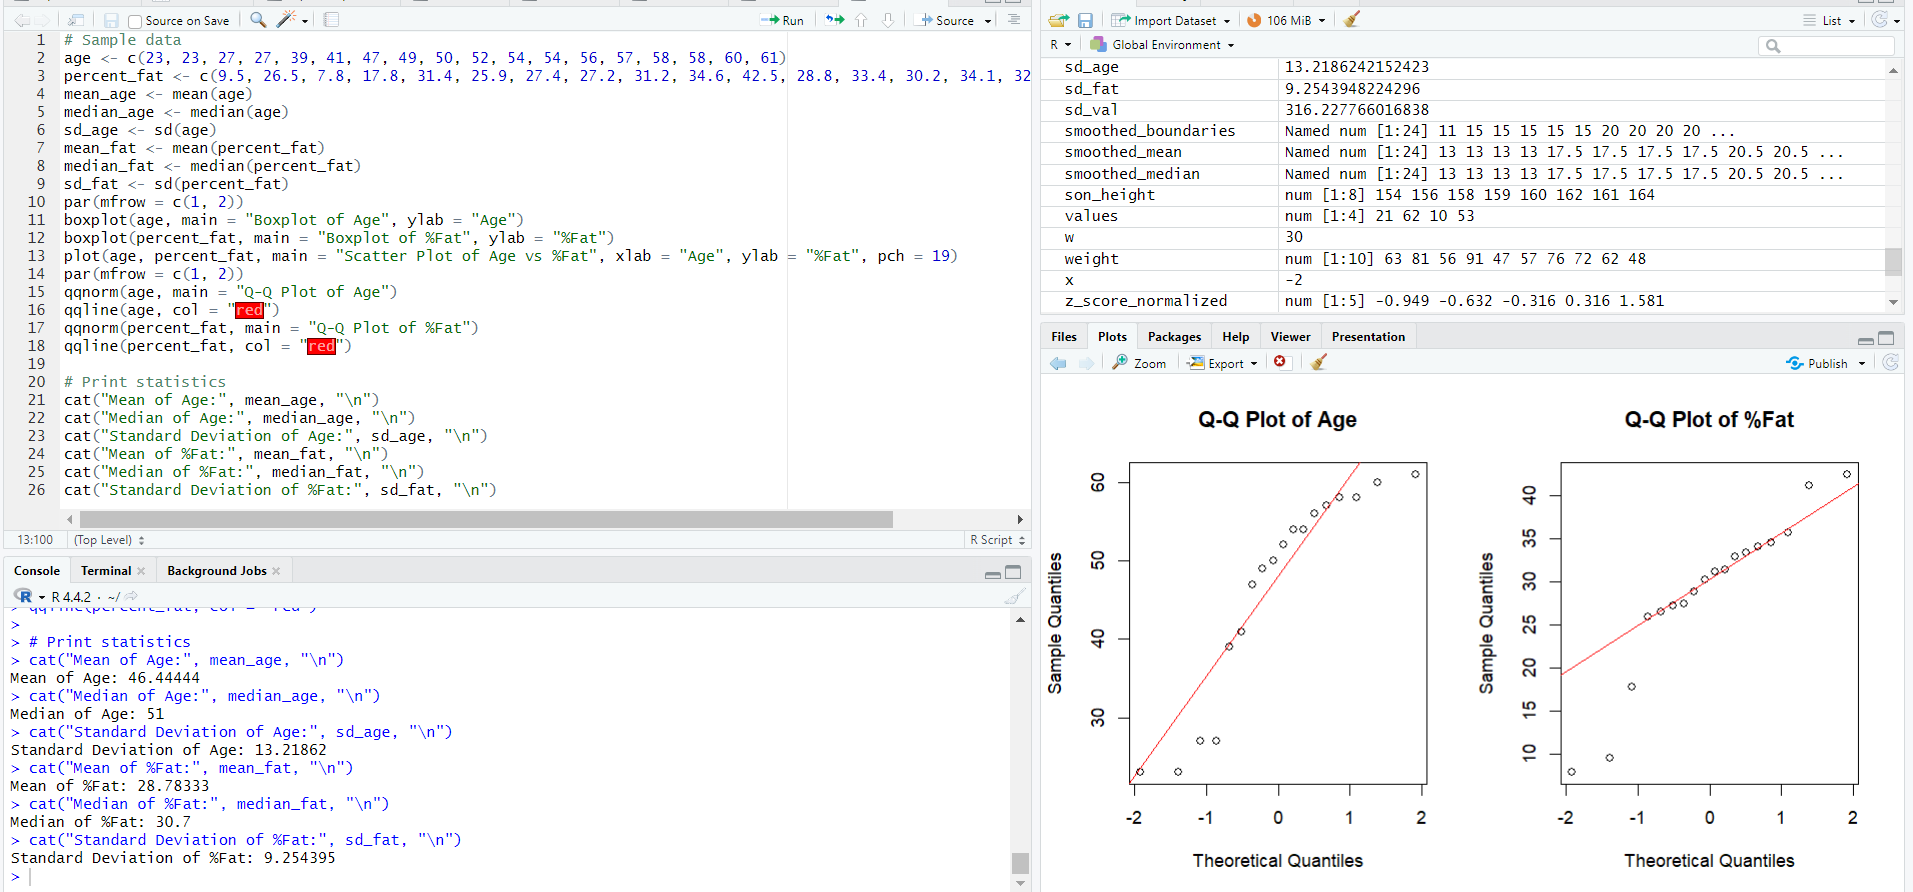 Source on Save
Run
Source
1 # Sample data
2 age <- c(23, 23, 27, 27, 39, 41, 47, 49, 50, 52, 54, 54, 56, 57, 58, 58, 60, 61)
3 percent_fat <- c(9.5, 26.5, 7.8, 17.8, 31.4, 25.9, 27.4, 27.2, 31.2, 34.6, 42.5, 28.8, 33.4, 30.2, 34.1, 32
4 mean_age <- mean(age)
5 median_age <- median(age)
6 sd_age <- sd(age)
7 mean_fat <- mean(percent_fat)
8 median_fat <- median(percent_fat)
9 sd_fat <- sd(percent_fat)
10 par(mfrow = c(1, 2))
11 boxplot(age, main = "Boxplot of Age", ylab = "Age")
12 boxplot(percent_fat, main = "Boxplot of %Fat", ylab = "%Fat")
13 plot(age, percent_fat, main = "Scatter Plot of Age vs %Fat", xlab = "Age", ylab = "%Fat", pch = 19)
14 par(mfrow = c(1, 2))
15 qqnorm(age, main = "Q-Q Plot of Age")
16 qqline(age, col = "red")
17 qqnorm(percent_fat, main = "Q-Q Plot of %Fat")
18 qqline(percent_fat, col = "red")
19
20 # Print statistics
21 cat("Mean of Age:", mean_age, "\n")
22 cat("Median of Age:", median_age, "\n")
23 cat("Standard Deviation of Age:", sd_age, "\n")
24 cat("Mean of %Fat:", mean_fat, "\n")
25 cat("Median of %Fat:", median_fat, "\n")
26 cat("Standard Deviation of %Fat:", sd_fat, "\n")
13:100 (Top Level) R Script
Console Terminal Background Jobs
R 4.4.2 · ~/
> qqline(percent_fat, col = "red")
>
> # Print statistics
> cat("Mean of Age:", mean_age, "\n")
Mean of Age: 46.44444
> cat("Median of Age:", median_age, "\n")
Median of Age: 51
> cat("Standard Deviation of Age:", sd_age, "\n")
Standard Deviation of Age: 13.21862
> cat("Mean of %Fat:", mean_fat, "\n")
Mean of %Fat: 28.78333
> cat("Median of %Fat:", median_fat, "\n")
Median of %Fat: 30.7
> cat("Standard Deviation of %Fat:", sd_fat, "\n")
Standard Deviation of %Fat: 9.254395
>
Import Dataset 106 MiB List
R Global Environment
sd_age 13.2186242152423
sd_fat 9.2543948224296
sd_val 316.227766016838
smoothed_boundaries Named num [1:24] 11 15 15 15 15 15 20 20 20 20 ...
smoothed_mean Named num [1:24] 13 13 13 13 17.5 17.5 17.5 17.5 20.5 20.5 ...
smoothed_median Named num [1:24] 13 13 13 13 17.5 17.5 17.5 17.5 20.5 20.5 ...
son_height num [1:8] 154 156 158 159 160 162 161 164
values num [1:4] 21 62 10 53
w 30
weight num [1:10] 63 81 56 91 47 57 76 72 62 48
x -2
z_score_normalized num [1:5] -0.949 -0.632 -0.316 0.316 1.581
Files Plots Packages Help Viewer Presentation
Zoom Export Publish
Q-Q Plot of Age
Sample Quantiles
60
50
40
30
-2 -1 0 1 2
Theoretical Quantiles
Q-Q Plot of %Fat
Sample Quantiles
40
35
30
25
20
15
10
-2 -1 0 1 2
Theoretical Quantiles